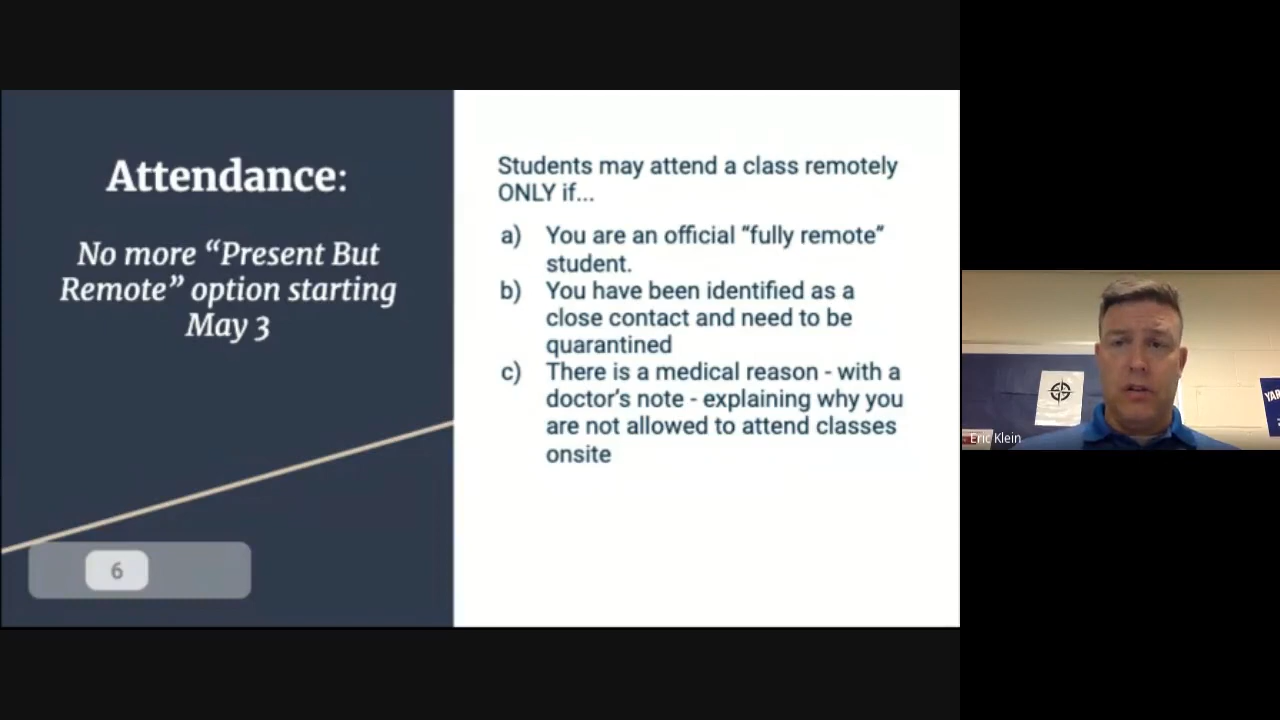 Attendance:
No more “Present But
Remote” option starting
May 3
6
Students may attend a class remotely
ONLY if...
a) You are an official “fully remote”
student.
b) You have been identified as a
close contact and need to be
quarantined
c) There is a medical reason - with a
doctor’s note - explaining why you
are not allowed to attend classes
onsite
Eric Klein
YAR